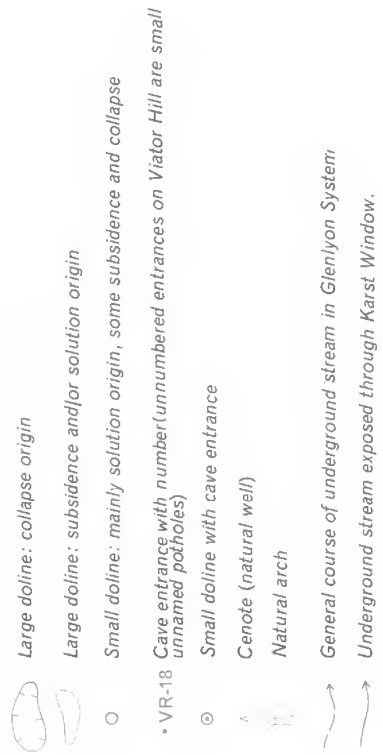 Large doline: collapse origin
Large doline: subsidence and/or solution origin
Small doline: mainly solution origin, some subsidence and collapse
• VR-18 Cave entrance with number(unnumbered entrances on Viator Hill are small
unnamed potholes)
Small doline with cave entrance
Cenote (natural well)
Natural arch
General course of underground stream in Glenlyon System
Underground stream exposed through Karst Window.